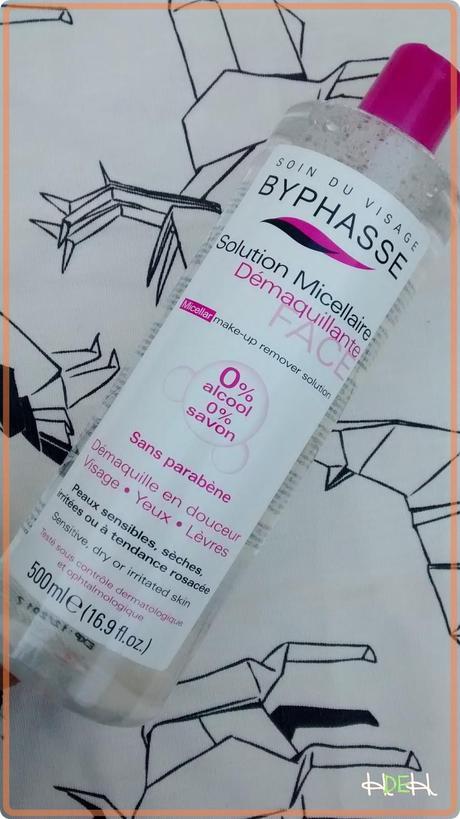 SOIN DU VISAGE
BYPHASSE
Solution Micellaire
Démaquillante
FACE
Micellar make-up remover solution
0%
alcool
0%
savon
Sans parabène
Démaquille en douceur
Visage • Yeux • Lèvres
Peaux sensibles, sèches,
irritées ou à tendance rosacée
Sensitive, dry or irritated skin
Testé sous contrôle dermatologique
et ophtalmologique
500ml e (16.9 fl.oz.)